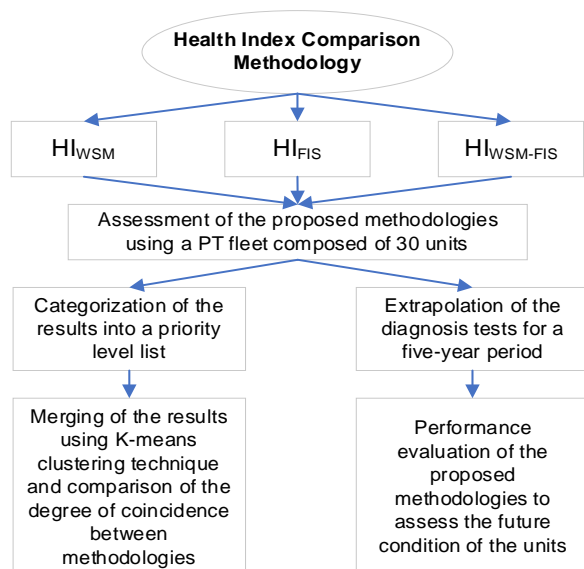 Health Index Comparison
Methodology
HIWSM
HIFIS
HIWSM-FIS
Assessment of the proposed methodologies
using a PT fleet composed of 30 units
Categorization of the
results into a priority
level list
Extrapolation of the
diagnosis tests for a
five-year period
Merging of the results
using K-means
clustering technique
and comparison of the
degree of coincidence
between
methodologies
Performance
evaluation of the
proposed
methodologies to
assess the future
condition of the units